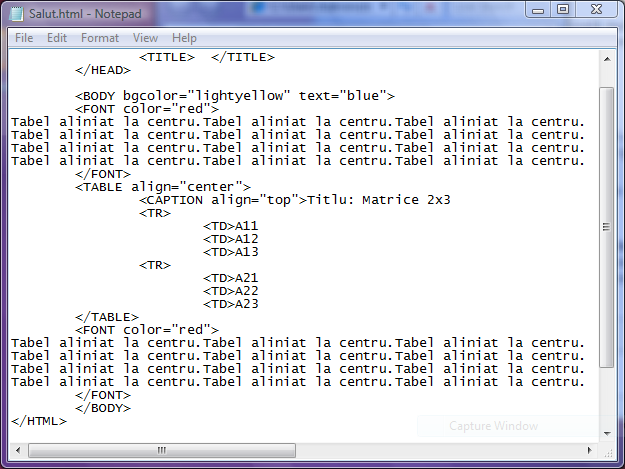 Salut.html - Notepad
File Edit Format View Help
<TITLE>  </TITLE>
</HEAD>
<BODY bgcolor="lightyellow" text="blue">
<FONT color="red">
Tabel aliniat la centru.Tabel aliniat la centru.Tabel aliniat la centru.
Tabel aliniat la centru.Tabel aliniat la centru.Tabel aliniat la centru.
Tabel aliniat la centru.Tabel aliniat la centru.Tabel aliniat la centru.
Tabel aliniat la centru.Tabel aliniat la centru.Tabel aliniat la centru.
</FONT>
<TABLE align="center">
<CAPTION align="top">Titlu: Matrice 2x3
<TR>
<TD>A11
<TD>A12
<TD>A13
<TR>
<TD>A21
<TD>A22
<TD>A23
</TABLE>
<FONT color="red">
Tabel aliniat la centru.Tabel aliniat la centru.Tabel aliniat la centru.
Tabel aliniat la centru.Tabel aliniat la centru.Tabel aliniat la centru.
Tabel aliniat la centru.Tabel aliniat la centru.Tabel aliniat la centru.
Tabel aliniat la centru.Tabel aliniat la centru.Tabel aliniat la centru.
</FONT>
</BODY>
</HTML>
Capture Window